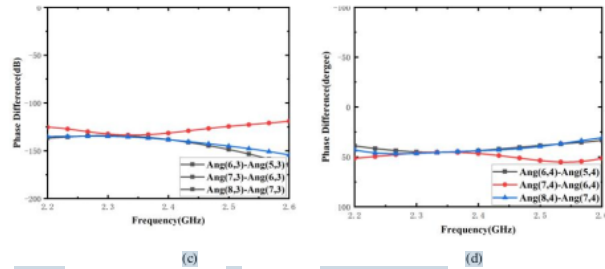 0
-50
-100
-150
-200
Phase Difference(dB)
Ang(6,3)-Ang(5,3)
Ang(7,3)-Ang(6,3)
Ang(8,3)-Ang(7,3)
2.2 2.3 2.4 2.5 2.6
Frequency(GHz)
(c)
-100
-50
0
50
100
Phase Difference(dergee)
Ang(6,4)-Ang(5,4)
Ang(7,4)-Ang(6,4)
Ang(8,4)-Ang(7,4)
2.2 2.3 2.4 2.5
Frequency(GHz)
(d)